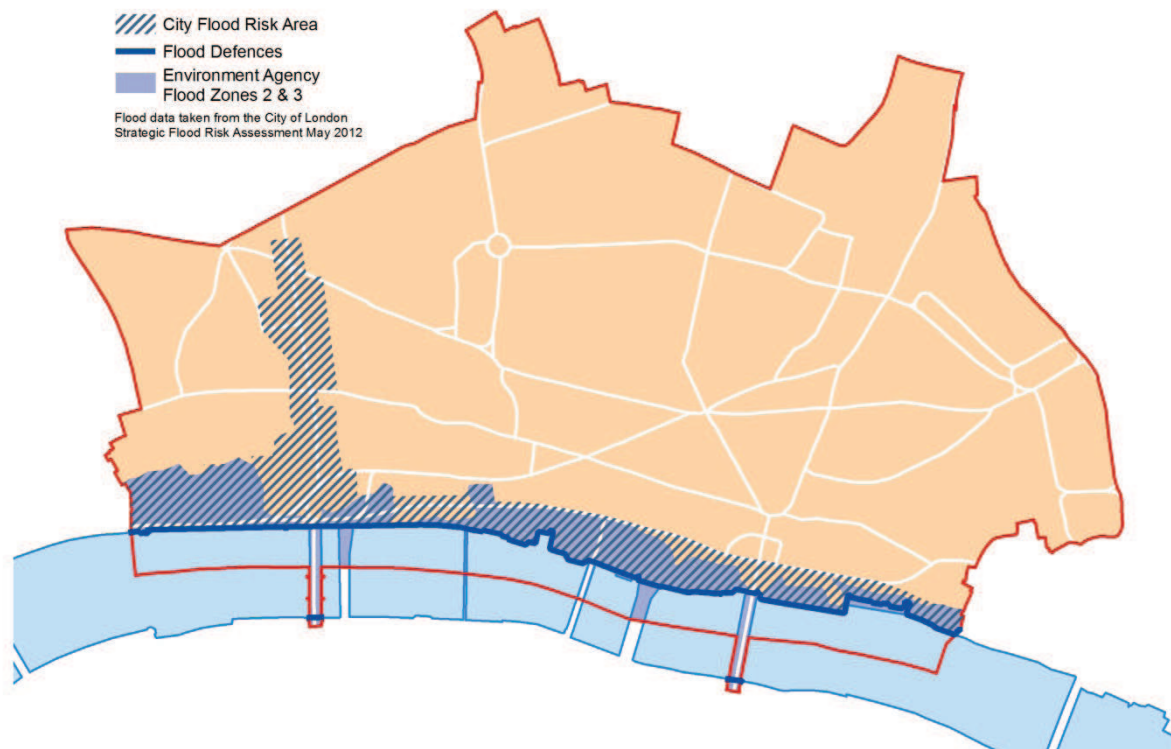 City Flood Risk Area
Flood Defences
Environment Agency
Flood Zones 2 & 3
Flood data taken from the City of London
Strategic Flood Risk Assessment May 2012